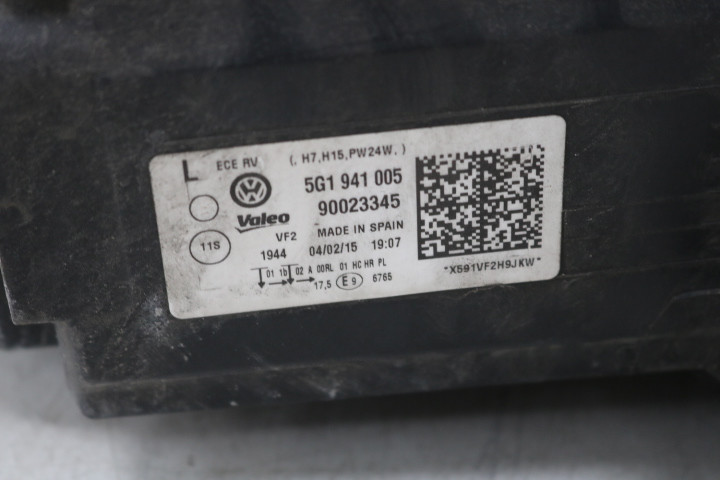 L ECE RV (. H7,H15,PW24W, )
5G1 941 005
Valeo 90023345
VF2 MADE IN SPAIN
11S 1944 04/02/15 19:07
01 1b 02 A 00RL 01 HC HR PL
17,5 E9 6765
"X591VF2H9JKW"